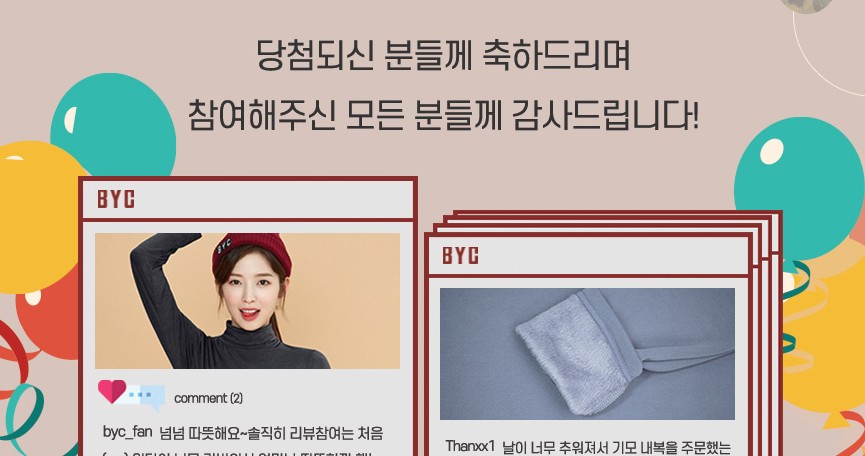 당첨되신 분들께 축하드리며
참여해주신 모든 분들께 감사드립니다!
BYC
BYC
comment (2)
byc_fan 넘넘 따뜻해요~솔직히 리뷰참여는 처음
BYC
Thanxx1 날이 너무 추워져서 기모 내복을 주문했는